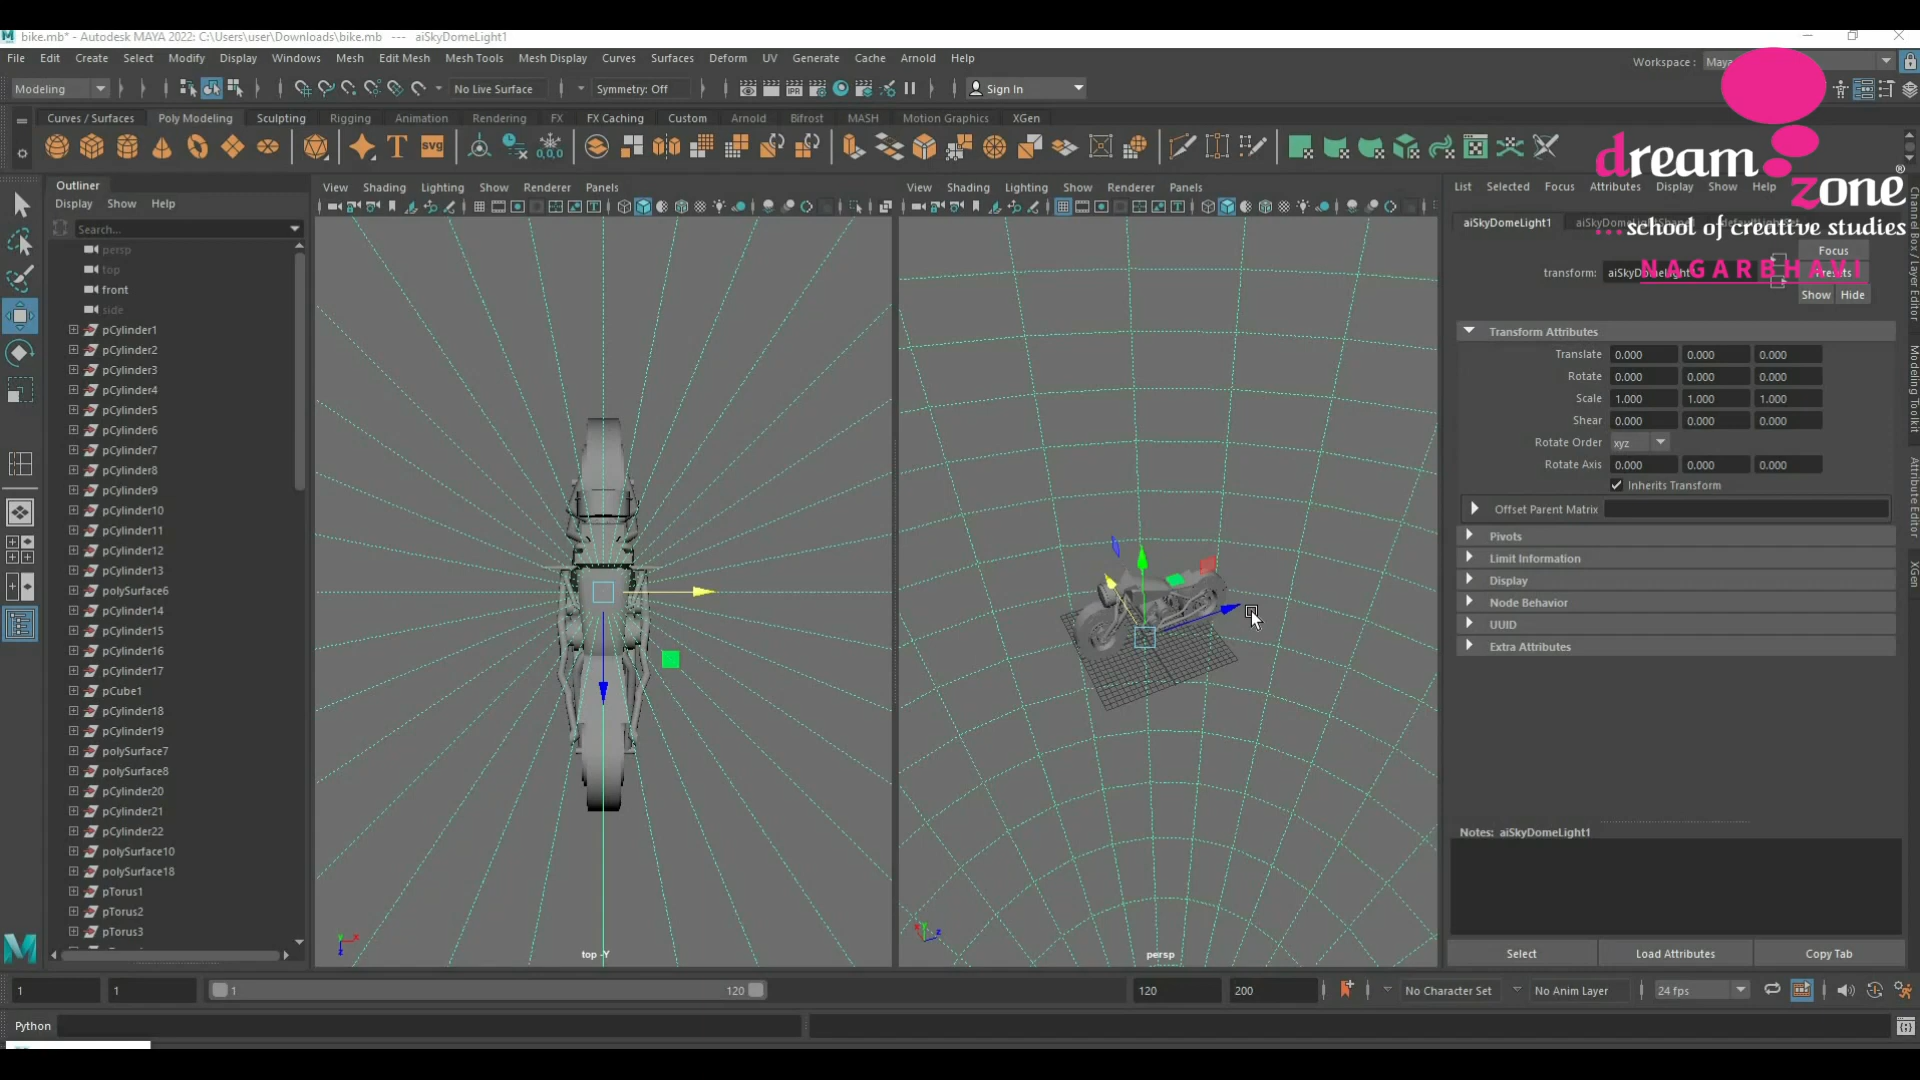 bike.mb* - Autodesk MAYA 2022: C:\Users\user\Downloads\bike.mb --- aiSkyDomeLight1
File Edit Create Select Modify Display Windows Mesh Edit Mesh Mesh Tools Mesh Display Curves Surfaces Deform UV Generate Cache Arnold Help
Workspace : Maya
Modeling No Live Surface Symmetry: Off Sign In
Curves / Surfaces Poly Modeling Sculpting Rigging Animation Rendering FX FX Caching Custom Arnold Bifrost MASH Motion Graphics XGen
dream zone®
...school of creative studies
NAGARBHAVI
Outliner
Display Show Help
Search...
persp
top
front
side
pCylinder1
pCylinder2
pCylinder3
pCylinder4
pCylinder5
pCylinder6
pCylinder7
pCylinder8
pCylinder9
pCylinder10
pCylinder11
pCylinder12
pCylinder13
polySurface6
pCylinder14
pCylinder15
pCylinder16
pCylinder17
pCube1
pCylinder18
pCylinder19
polySurface7
polySurface8
pCylinder20
pCylinder21
pCylinder22
polySurface10
polySurface18
pTorus1
pTorus2
pTorus3
View Shading Lighting Show Renderer Panels
top -Y
View Shading Lighting Show Renderer Panels
persp
List Selected Focus Attributes Display Show Help
aiSkyDomeLight1
Focus
transform: aiSkyDomeLight
Presets
Show Hide
Transform Attributes
Translate 0.000 0.000 0.000
Rotate 0.000 0.000 0.000
Scale 1.000 1.000 1.000
Shear 0.000 0.000 0.000
Rotate Order xyz
Rotate Axis 0.000 0.000 0.000
Inherits Transform
Offset Parent Matrix
Pivots
Limit Information
Display
Node Behavior
UUID
Extra Attributes
Notes: aiSkyDomeLight1
Select Load Attributes Copy Tab
Channel Box / Layer Editor
Modeling Toolkit
Attribute Editor
XGen
1 1 1 120 120 200 No Character Set No Anim Layer 24 fps
Python